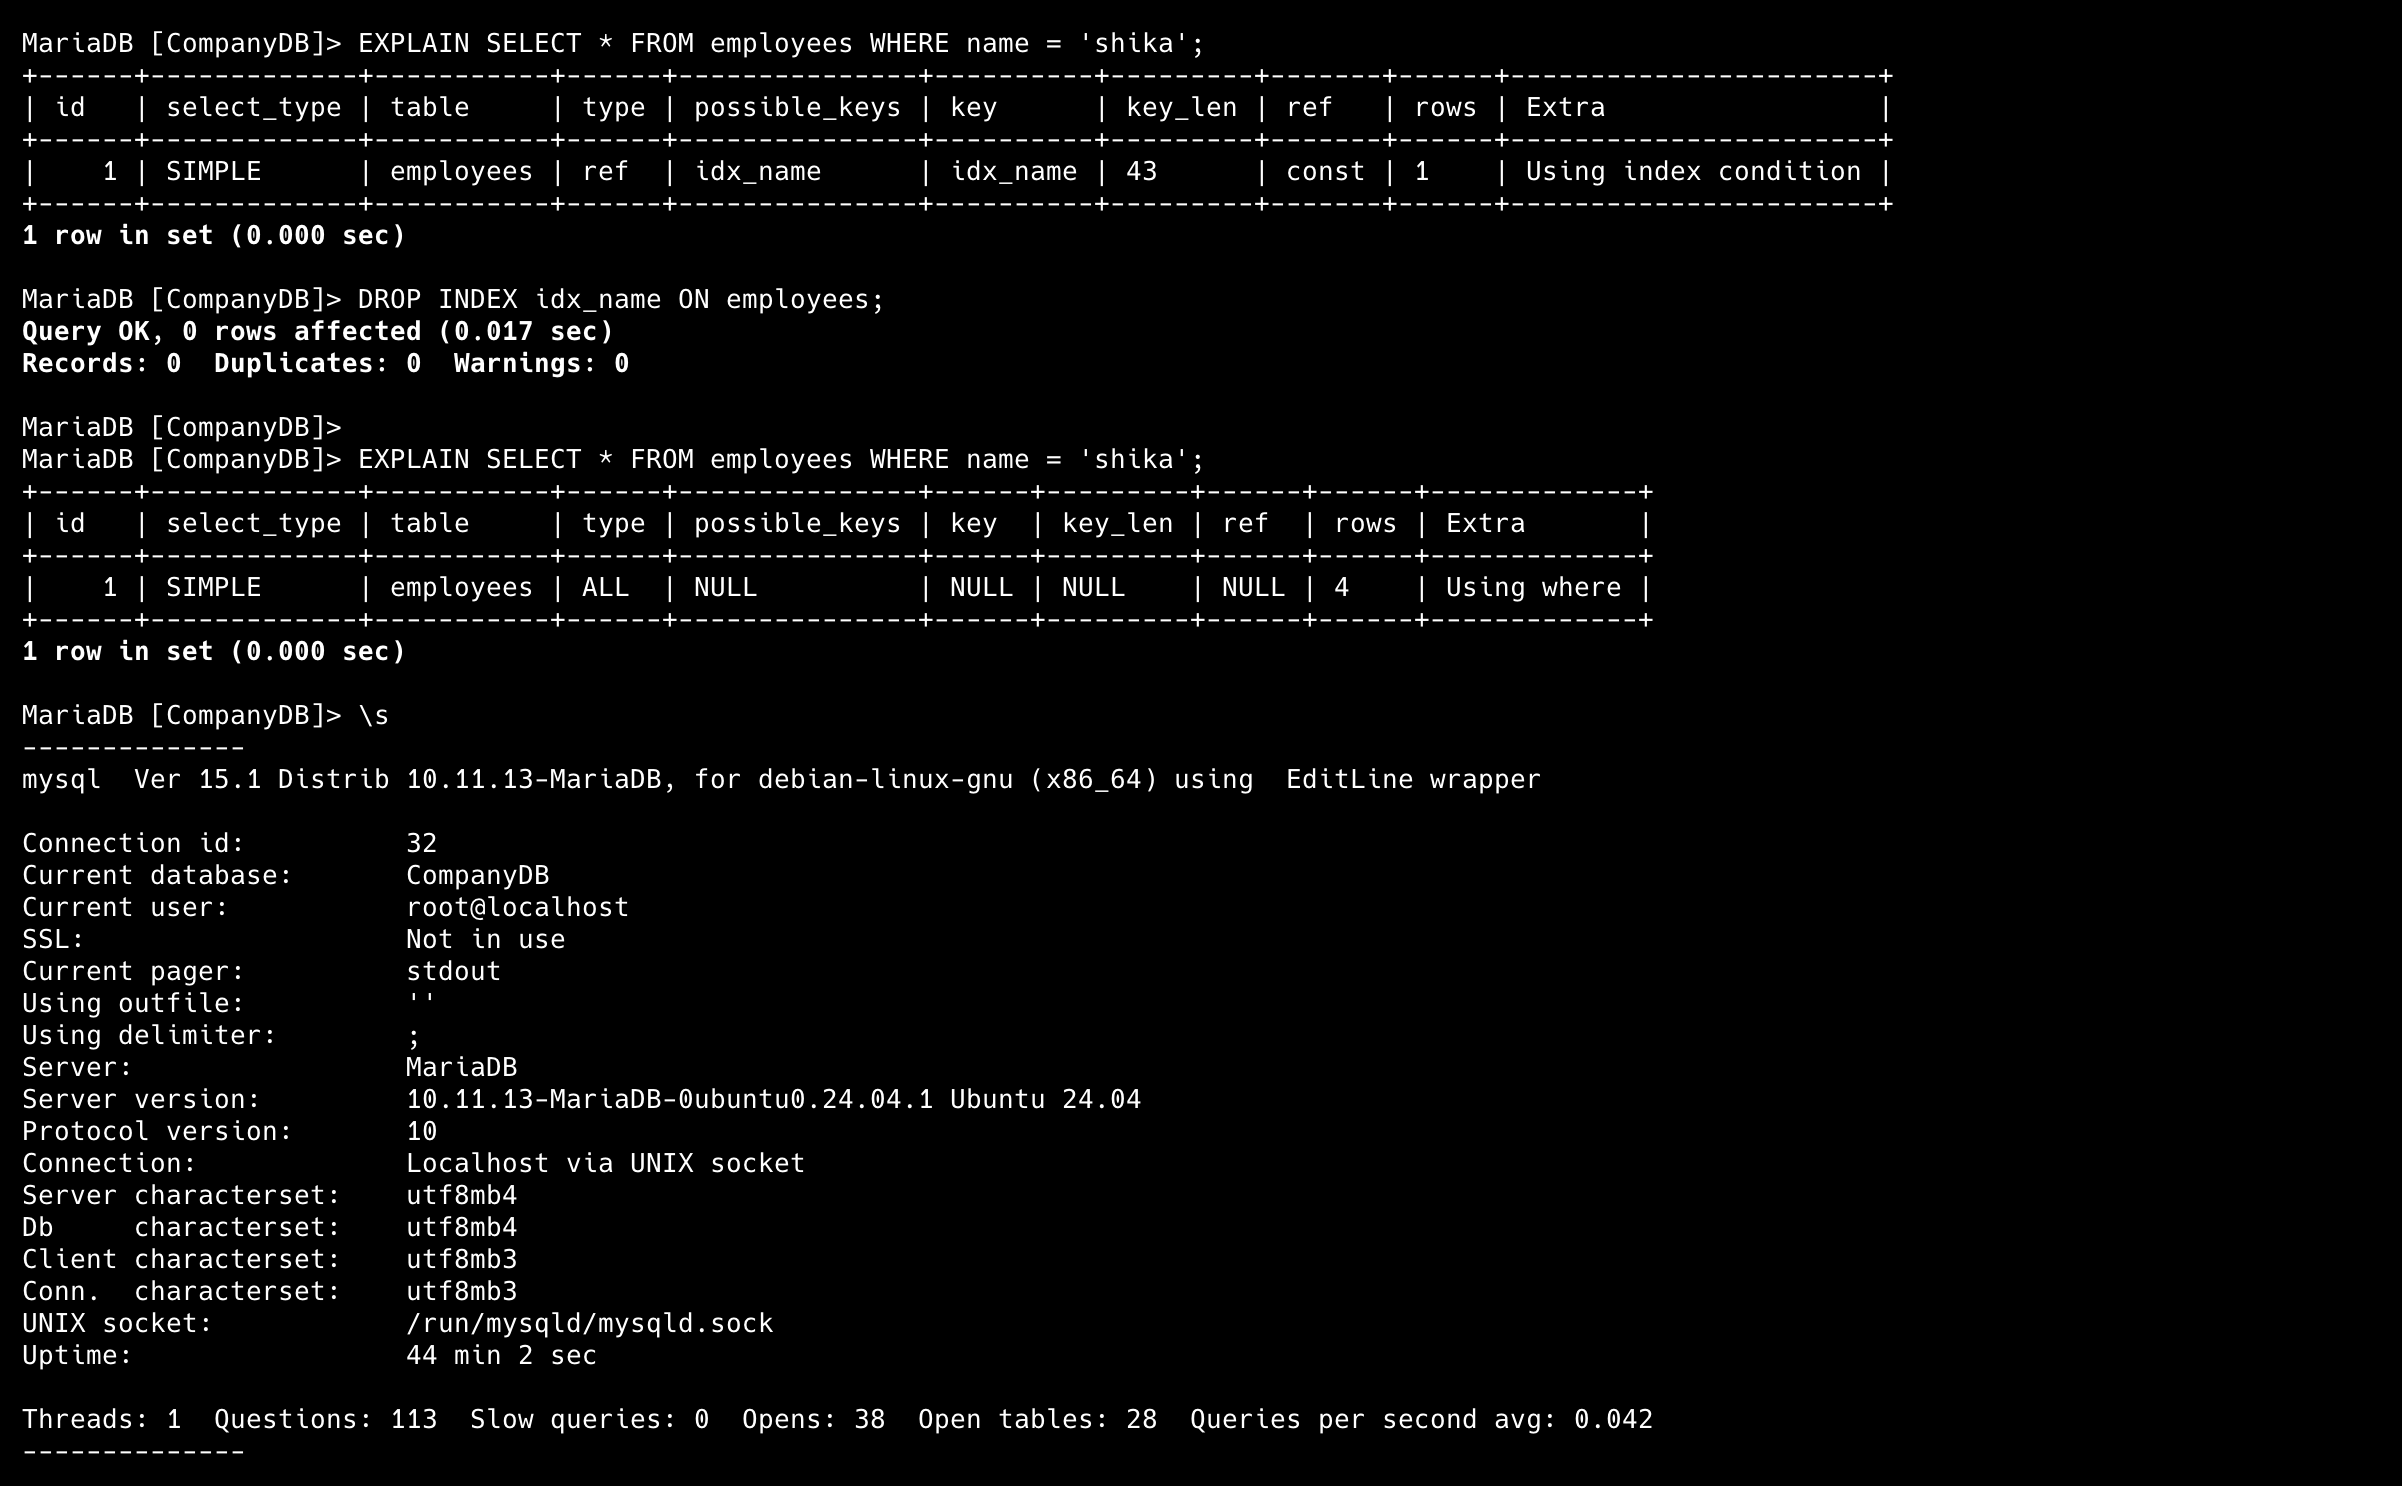 MariaDB [CompanyDB]> EXPLAIN SELECT * FROM employees WHERE name = 'shika';
+------+-------------+-----------+------+---------------+----------+---------+-------+------+-----------------------+
| id   | select_type | table     | type | possible_keys | key      | key_len | ref   | rows | Extra                 |
+------+-------------+-----------+------+---------------+----------+---------+-------+------+-----------------------+
|    1 | SIMPLE      | employees | ref  | idx_name      | idx_name | 43      | const | 1    | Using index condition |
+------+-------------+-----------+------+---------------+----------+---------+-------+------+-----------------------+
1 row in set (0.000 sec)

MariaDB [CompanyDB]> DROP INDEX idx_name ON employees;
Query OK, 0 rows affected (0.017 sec)
Records: 0  Duplicates: 0  Warnings: 0

MariaDB [CompanyDB]>
MariaDB [CompanyDB]> EXPLAIN SELECT * FROM employees WHERE name = 'shika';
+------+-------------+-----------+------+---------------+------+---------+------+------+-------------+
| id   | select_type | table     | type | possible_keys | key  | key_len | ref  | rows | Extra       |
+------+-------------+-----------+------+---------------+------+---------+------+------+-------------+
|    1 | SIMPLE      | employees | ALL  | NULL          | NULL | NULL    | NULL | 4    | Using where |
+------+-------------+-----------+------+---------------+------+---------+------+------+-------------+
1 row in set (0.000 sec)

MariaDB [CompanyDB]> \s
--------------
mysql  Ver 15.1 Distrib 10.11.13-MariaDB, for debian-linux-gnu (x86_64) using  EditLine wrapper

Connection id:          32
Current database:       CompanyDB
Current user:           root@localhost
SSL:                    Not in use
Current pager:          stdout
Using outfile:          ''
Using delimiter:        ;
Server:                 MariaDB
Server version:         10.11.13-MariaDB-0ubuntu0.24.04.1 Ubuntu 24.04
Protocol version:       10
Connection:             Localhost via UNIX socket
Server characterset:    utf8mb4
Db     characterset:    utf8mb4
Client characterset:    utf8mb3
Conn.  characterset:    utf8mb3
UNIX socket:            /run/mysqld/mysqld.sock
Uptime:                 44 min 2 sec

Threads: 1  Questions: 113  Slow queries: 0  Opens: 38  Open tables: 28  Queries per second avg: 0.042
--------------